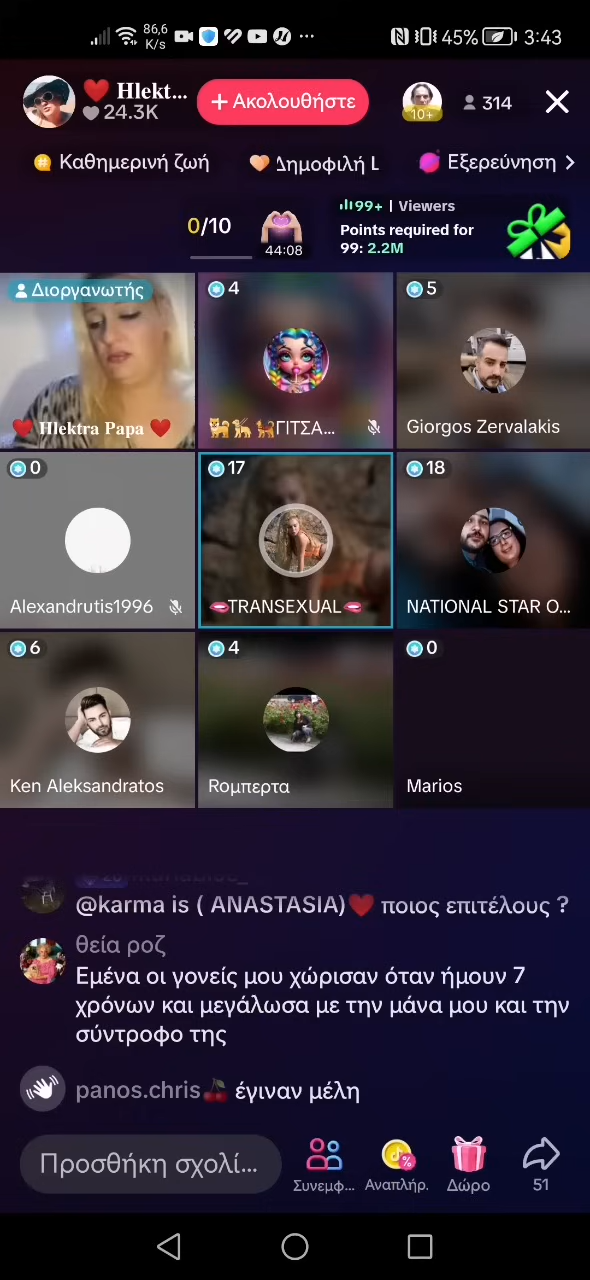 86,6
K/s
45%
3:43
❤️ Hlekt...
24.3K
+ Ακολουθήστε
10+
314
Καθημερινή ζωή
Δημοφιλή L
Εξερεύνηση
0/10
44:08
99+ | Viewers
Points required for
99: 2.2M
Διοργανωτής
❤️ Hlektra Papa ❤️
4
ΓΙΤΣΑ...
5
Giorgos Zervalakis
0
Alexandrutis1996
17
👄TRANSEXUAL👄
18
NATIONAL STAR O...
6
Ken Aleksandratos
4
Ρομπερτα
0
Marios
@karma is ( ANASTASIA)❤️ ποιος επιτέλους ?
θεία ροζ
Εμένα οι γονείς μου χώρισαν όταν ήμουν 7
χρόνων και μεγάλωσα με την μάνα μου και την
σύντροφο της
panos.chris🍒 έγιναν μέλη
Προσθήκη σχολί...
Συνεμφ...
Αναπλήρ.
Δώρο
51